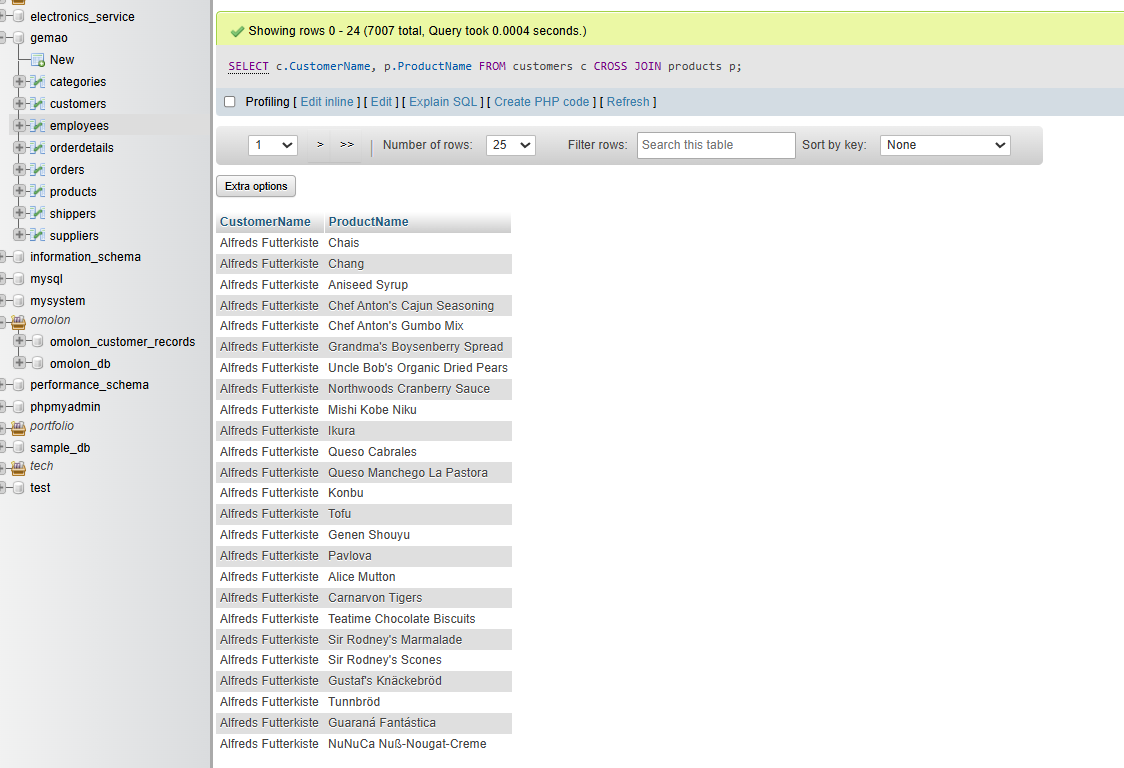 electronics_service
gemao
New
categories
customers
employees
orderdetails
orders
products
shippers
suppliers
information_schema
mysql
mysystem
omolon
omolon_customer_records
omolon_db
performance_schema
phpmyadmin
portfolio
sample_db
tech
test
Showing rows 0 - 24 (7007 total, Query took 0.0004 seconds.)
SELECT c.CustomerName, p.ProductName FROM customers c CROSS JOIN products p;
Profiling [ Edit inline ] [ Edit ] [ Explain SQL ] [ Create PHP code ] [ Refresh ]
1 > >> Number of rows: 25 Filter rows: Search this table Sort by key: None
Extra options
CustomerName ProductName
Alfreds Futterkiste Chais
Alfreds Futterkiste Chang
Alfreds Futterkiste Aniseed Syrup
Alfreds Futterkiste Chef Anton's Cajun Seasoning
Alfreds Futterkiste Chef Anton's Gumbo Mix
Alfreds Futterkiste Grandma's Boysenberry Spread
Alfreds Futterkiste Uncle Bob's Organic Dried Pears
Alfreds Futterkiste Northwoods Cranberry Sauce
Alfreds Futterkiste Mishi Kobe Niku
Alfreds Futterkiste Ikura
Alfreds Futterkiste Queso Cabrales
Alfreds Futterkiste Queso Manchego La Pastora
Alfreds Futterkiste Konbu
Alfreds Futterkiste Tofu
Alfreds Futterkiste Genen Shouyu
Alfreds Futterkiste Pavlova
Alfreds Futterkiste Alice Mutton
Alfreds Futterkiste Carnarvon Tigers
Alfreds Futterkiste Teatime Chocolate Biscuits
Alfreds Futterkiste Sir Rodney's Marmalade
Alfreds Futterkiste Sir Rodney's Scones
Alfreds Futterkiste Gustaf's Knäckebröd
Alfreds Futterkiste Tunnbröd
Alfreds Futterkiste Guaraná Fantástica
Alfreds Futterkiste NuNuCa Nuß-Nougat-Creme